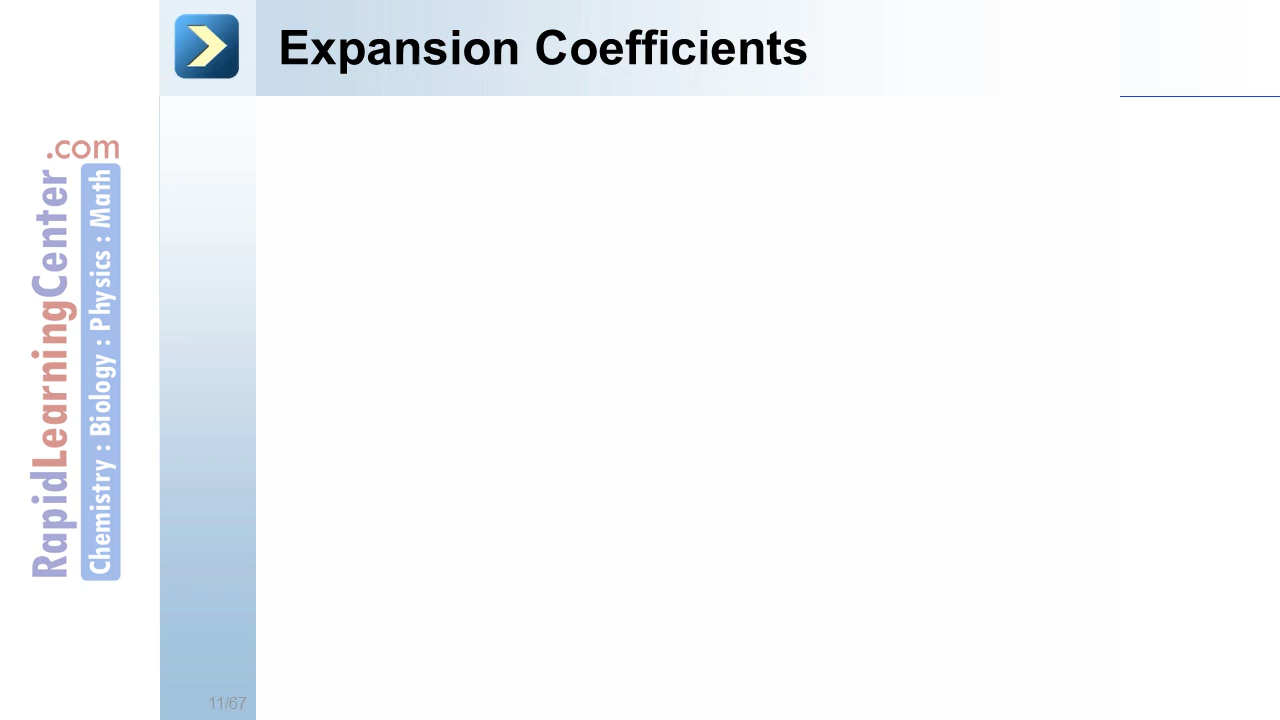 Expansion Coefficients
.com
RapidLearningCenter
Chemistry : Biology : Physics : Math
11/67